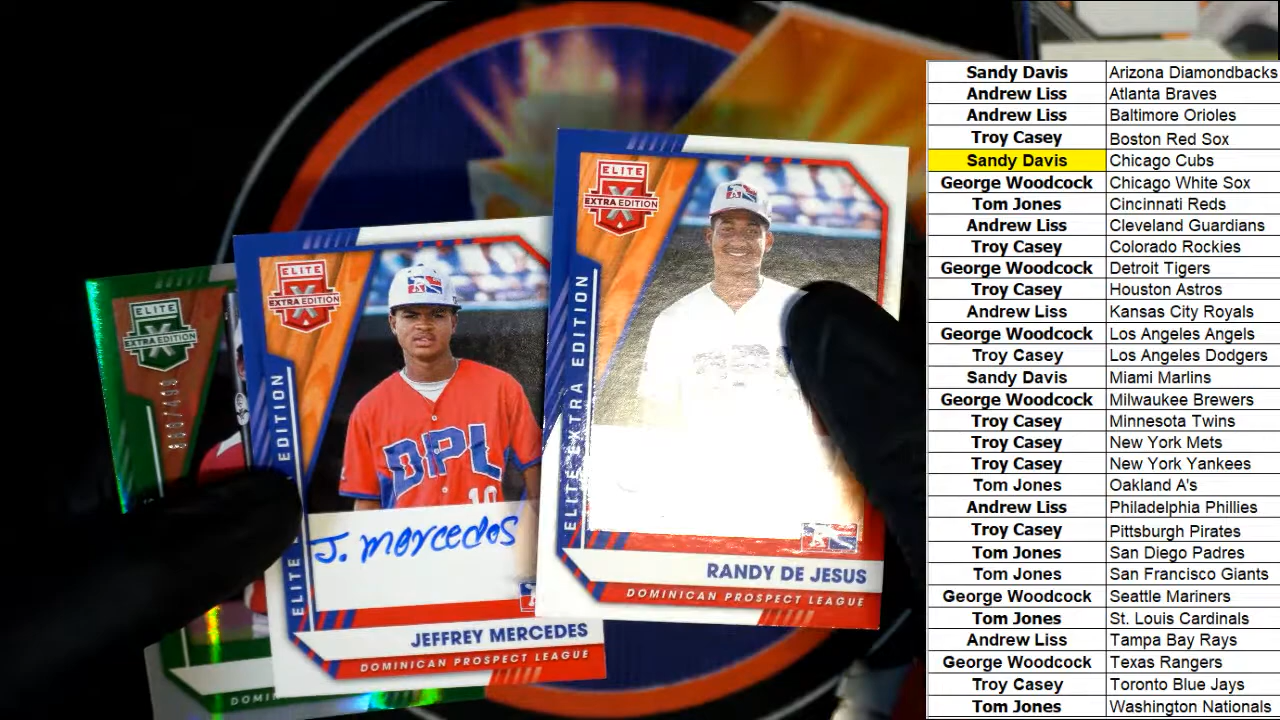 ELITE
EXTRA EDITION
X
ELITE
EXTRA EDITION
X
ELITE EXTRA EDITION
DPL
10
J. Mercedes
JEFFREY MERCEDES
DOMINICAN PROSPECT LEAGUE
ELITE
EXTRA EDITION
X
ELITE EXTRA EDITION
RANDY DE JESUS
DOMINICAN PROSPECT LEAGUE
Sandy Davis Arizona Diamondbacks
Andrew Liss Atlanta Braves
Andrew Liss Baltimore Orioles
Troy Casey Boston Red Sox
Sandy Davis Chicago Cubs
George Woodcock Chicago White Sox
Tom Jones Cincinnati Reds
Andrew Liss Cleveland Guardians
Troy Casey Colorado Rockies
George Woodcock Detroit Tigers
Troy Casey Houston Astros
Andrew Liss Kansas City Royals
George Woodcock Los Angeles Angels
Troy Casey Los Angeles Dodgers
Sandy Davis Miami Marlins
George Woodcock Milwaukee Brewers
Troy Casey Minnesota Twins
Troy Casey New York Mets
Troy Casey New York Yankees
Tom Jones Oakland A's
Andrew Liss Philadelphia Phillies
Troy Casey Pittsburgh Pirates
Tom Jones San Diego Padres
Tom Jones San Francisco Giants
George Woodcock Seattle Mariners
Tom Jones St. Louis Cardinals
Andrew Liss Tampa Bay Rays
George Woodcock Texas Rangers
Troy Casey Toronto Blue Jays
Tom Jones Washington Nationals